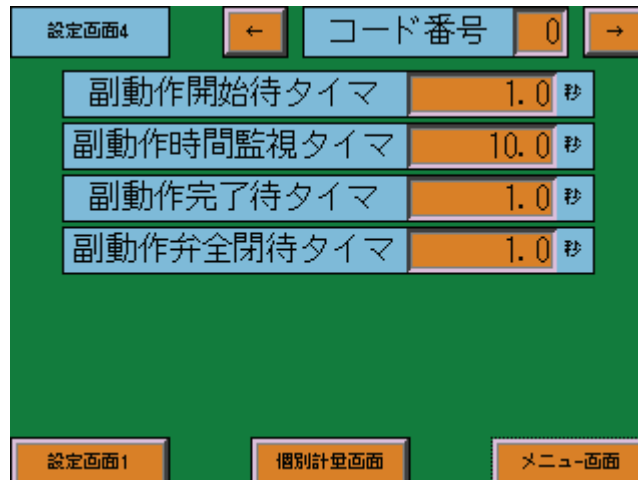 設定画面4 ← コード番号 0 →
副動作開始待タイマ 1.0 秒
副動作時間監視タイマ 10.0 秒
副動作完了待タイマ 1.0 秒
副動作弁全閉待タイマ 1.0 秒
設定画面1 個別計量画面 メニュー画面